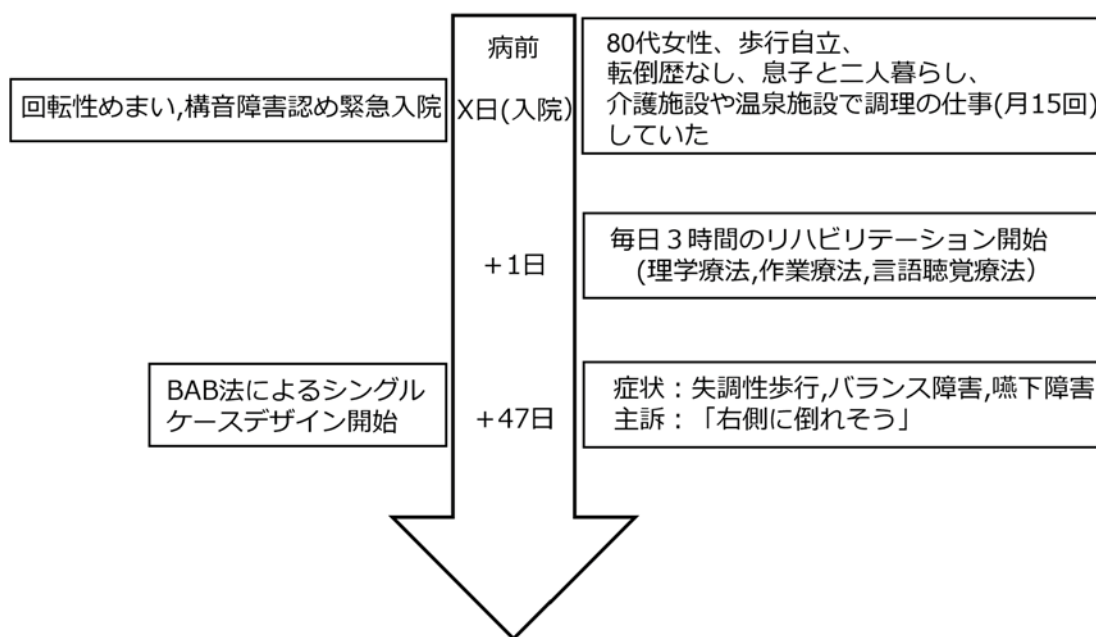 病前
80代女性、歩行自立、
転倒歴なし、息子と二人暮らし、
介護施設や温泉施設で調理の仕事(月15回)
していた
回転性めまい,構音障害認め緊急入院
X日(入院)
+1日
毎日３時間のリハビリテーション開始
(理学療法,作業療法,言語聴覚療法）
BAB法によるシングル
ケースデザイン開始
+47日
症状：失調性歩行,バランス障害,嚥下障害
主訴：「右側に倒れそう」